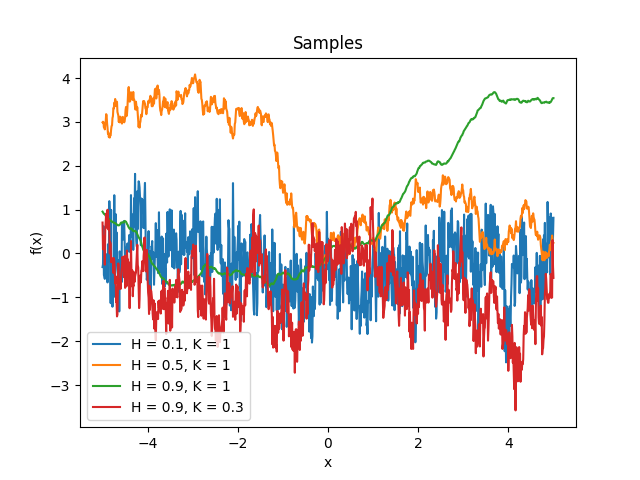 Samples
f(x)
4
3
2
1
0
−1
−2
−3
H = 0.1, K = 1
H = 0.5, K = 1
H = 0.9, K = 1
H = 0.9, K = 0.3
−4
−2
0
2
4
x